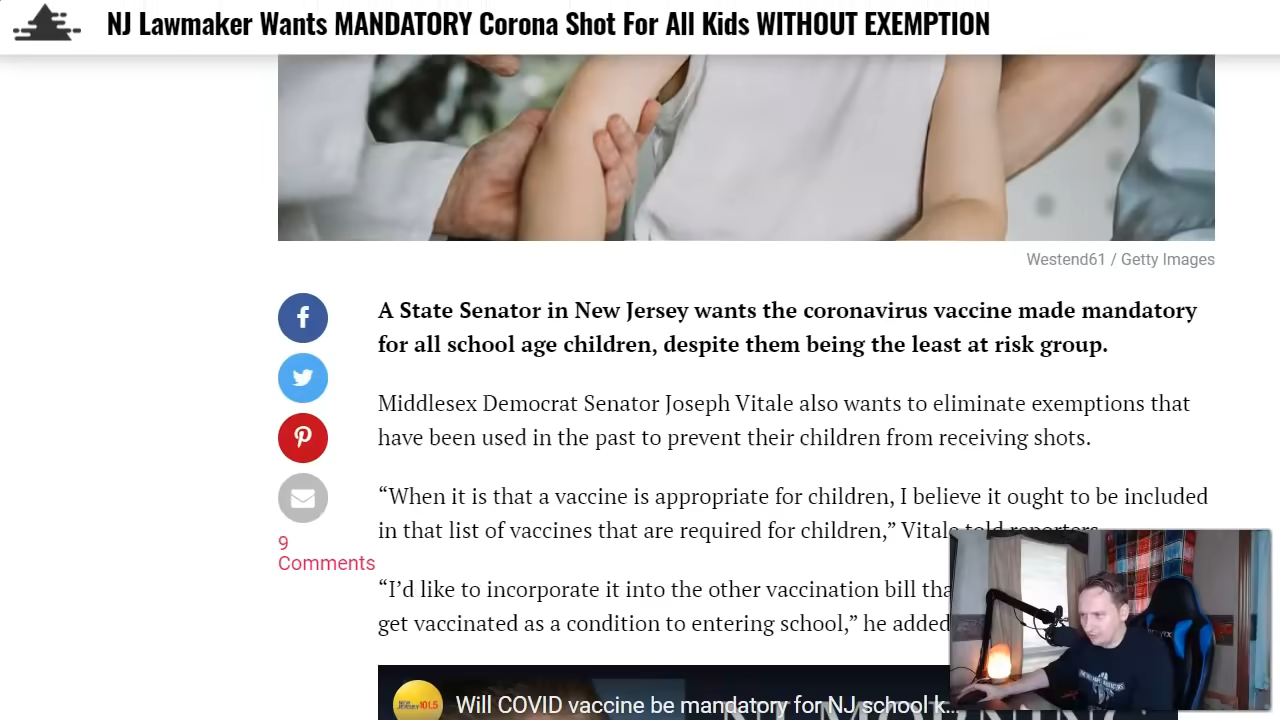 NJ Lawmaker Wants MANDATORY Corona Shot For All Kids WITHOUT EXEMPTION
Westend61 / Getty Images
A State Senator in New Jersey wants the coronavirus vaccine made mandatory
for all school age children, despite them being the least at risk group.
Middlesex Democrat Senator Joseph Vitale also wants to eliminate exemptions that
have been used in the past to prevent their children from receiving shots.
“When it is that a vaccine is appropriate for children, I believe it ought to be included
in that list of vaccines that are required for children,” Vitale told reporters.
9
Comments
“I’d like to incorporate it into the other vaccination bill tha
get vaccinated as a condition to entering school,” he added
NEW JERSEY 101.5
Will COVID vaccine be mandatory for NJ school k...